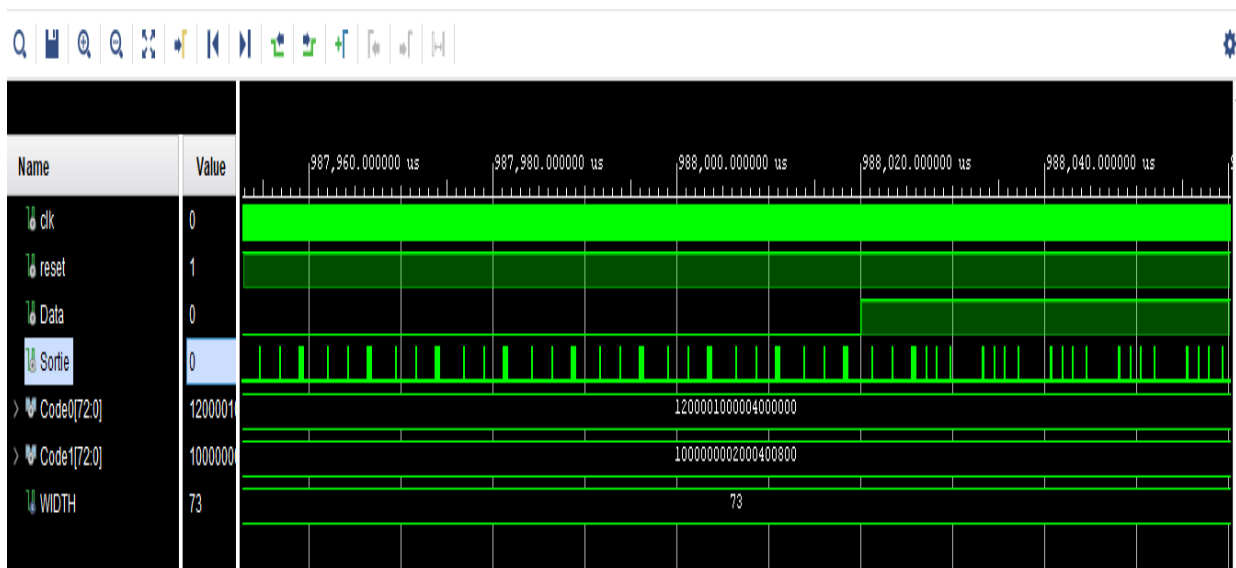 987,960.000000 us 987,980.000000 us 988,000.000000 us 988,020.000000 us 988,040.000000 us
Name Value
clk 0
reset 1
Data 0
Sortie 0
Code0[72:0] 1200001 1200001000004000000
Code1[72:0] 1000000 1000000002000400800
WIDTH 73 73